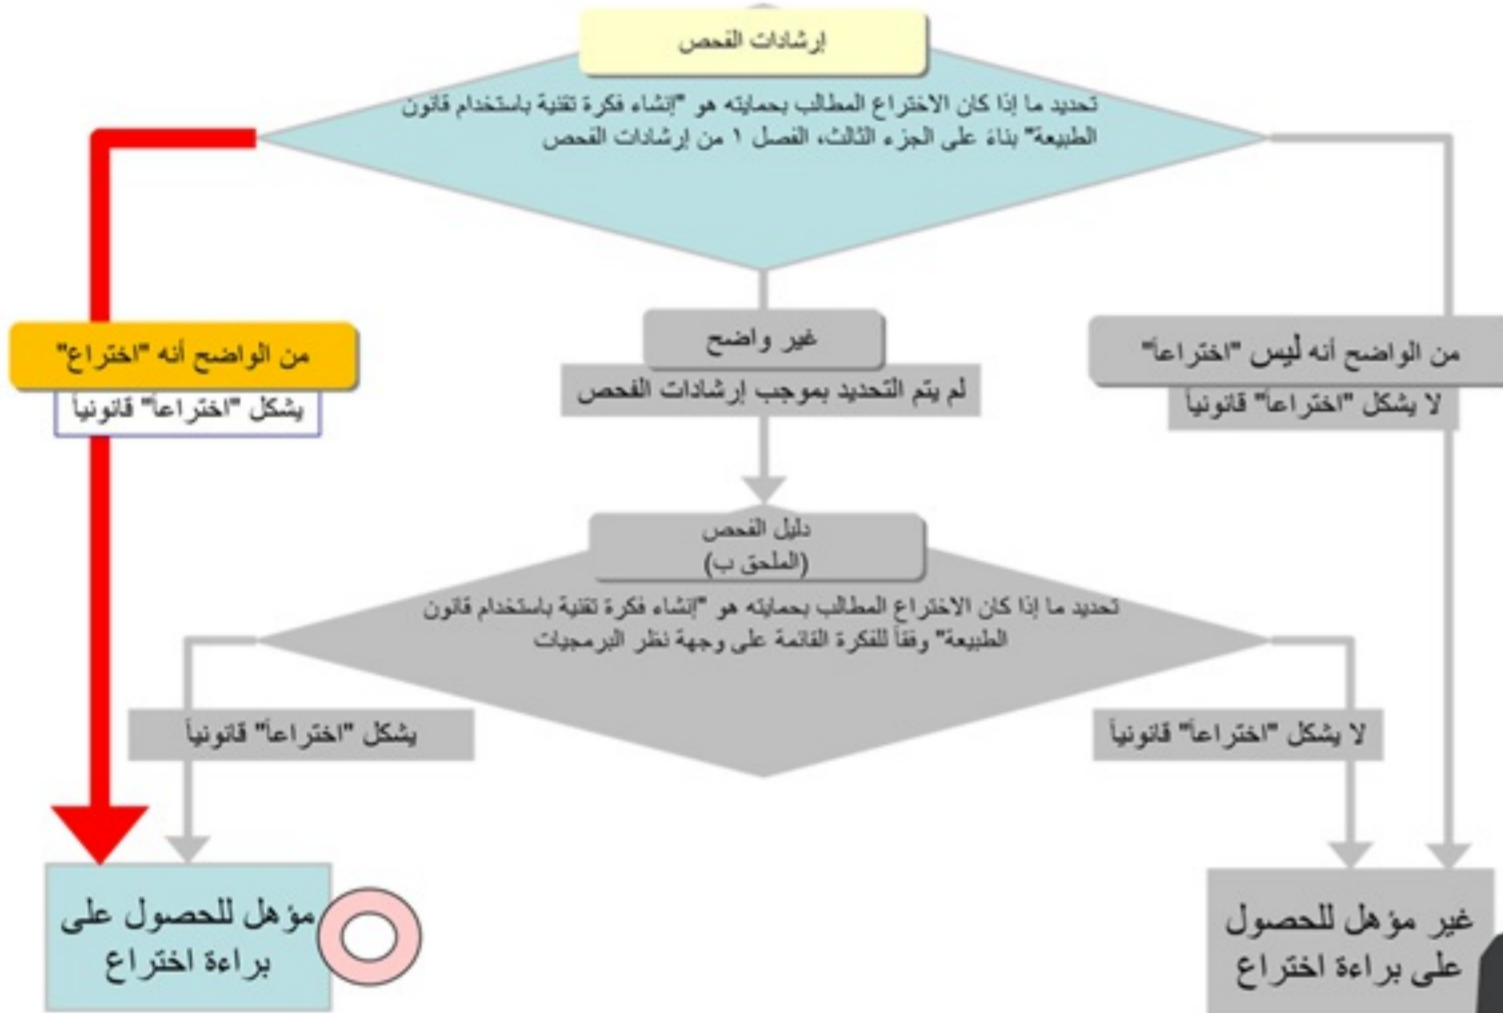 إرشادات الفحص
تحديد ما إذا كان الاختراع المطالب بحمايته هو "إنشاء فكرة تقنية باستخدام قانون
الطبيعة" بناءً على الجزء الثالث، الفصل ١ من إرشادات الفحص
من الواضح أنه ليس "اختراعاً"
لا يشكل "اختراعاً" قانونياً
غير واضح
لم يتم التحديد بموجب إرشادات الفحص
من الواضح أنه "اختراع"
يشكل "اختراعاً" قانونياً
دليل الفحص
(الملحق ب)
تحديد ما إذا كان الاختراع المطالب بحمايته هو "إنشاء فكرة تقنية باستخدام قانون
الطبيعة" وفقاً للفكرة القائمة على وجهة نظر البرمجيات
لا يشكل "اختراعاً" قانونياً
يشكل "اختراعاً" قانونياً
غير مؤهل للحصول
على براءة اختراع
مؤهل للحصول على
براءة اختراع